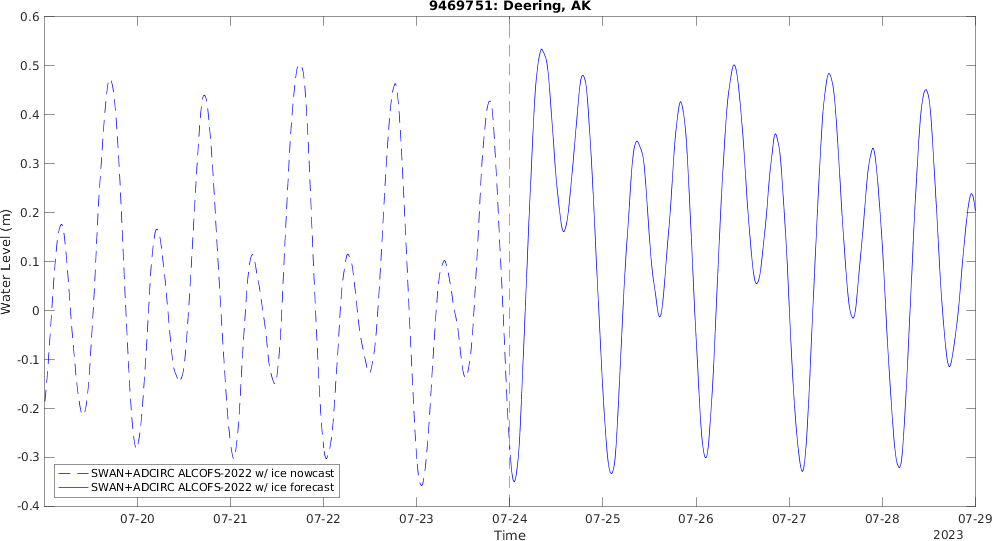 9469751: Deering, AK
Water Level (m)
0.6
0.5
0.4
0.3
0.2
0.1
0
-0.1
-0.2
-0.3
-0.4
SWAN+ADCIRC ALCOFS-2022 w/ ice nowcast
SWAN+ADCIRC ALCOFS-2022 w/ ice forecast
07-20 07-21 07-22 07-23 07-24 07-25 07-26 07-27 07-28 07-29
Time
2023